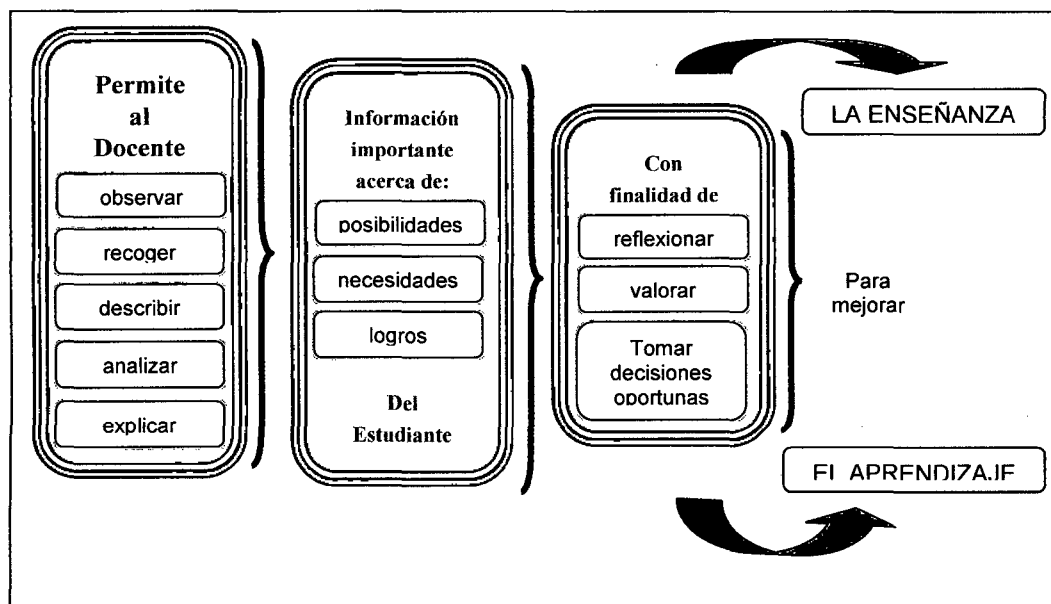 Permite
al
Docente
observar
recoger
describir
analizar
explicar
Información
importante
acerca de:
posibilidades
necesidades
logros
Del
Estudiante
Con
finalidad de
reflexionar
valorar
Tomar
decisiones
oportunas
LA ENSEÑANZA
Para
mejorar
EL APRENDIZAJE